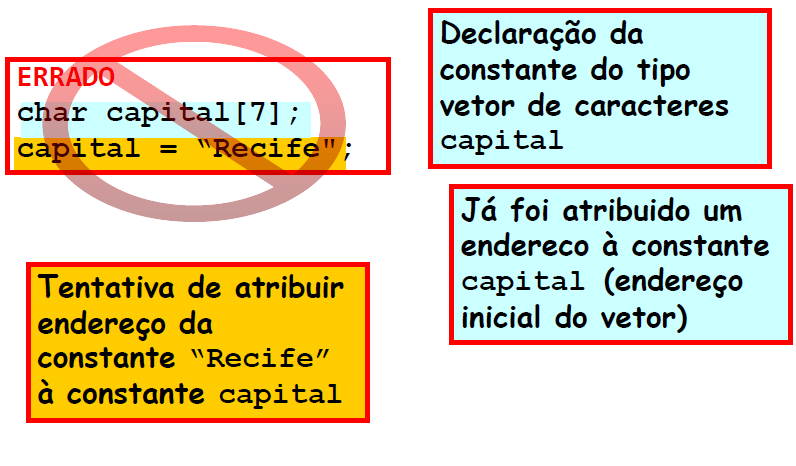 ERRADO
char capital[7];
capital = “Recife";
Declaração da
constante do tipo
vetor de caracteres
capital
Já foi atribuido um
endereco à constante
capital (endereço
inicial do vetor)
Tentativa de atribuir
endereço da
constante “Recife”
à constante capital